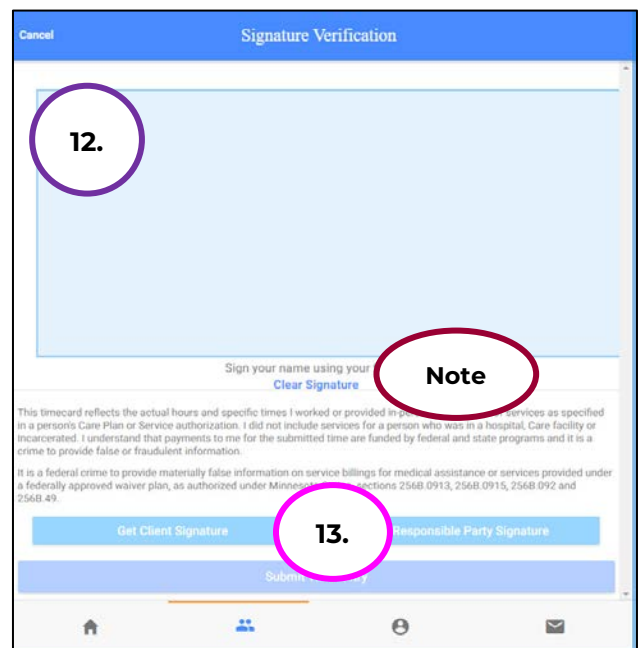 Cancel
Signature Verification
12.
Sign your name using your
Clear Signature
Note
This timecard reflects the actual hours and specific times I worked or provided services as specified
in a person's Care Plan or Service authorization. I did not include services for a person who was in a hospital, Care facility or
Incarcerated. I understand that payments to me for the submitted time are funded by federal and state programs and it is a
crime to provide false or fraudulent information.
It is a federal crime to provide materially false information on service billings for medical assistance or services provided under
a federally approved waiver plan, as authorized under sections 256B.0913, 256B.0915, 256B.092 and
256B.49.
Get Client Signature
13.
Responsible Party Signature
Submit